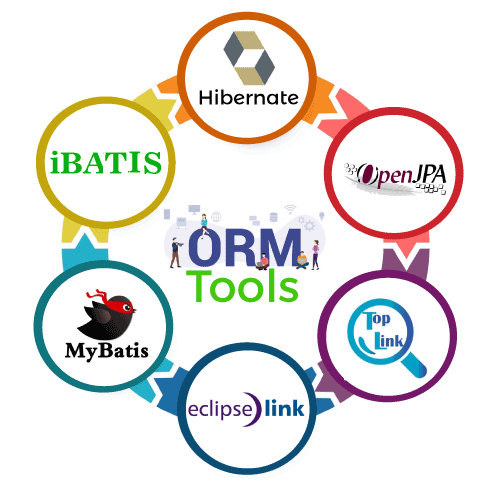 Hibernate
iBATIS
OpenJPA
ORM
Tools
MyBatis
Top
Link
eclipse link